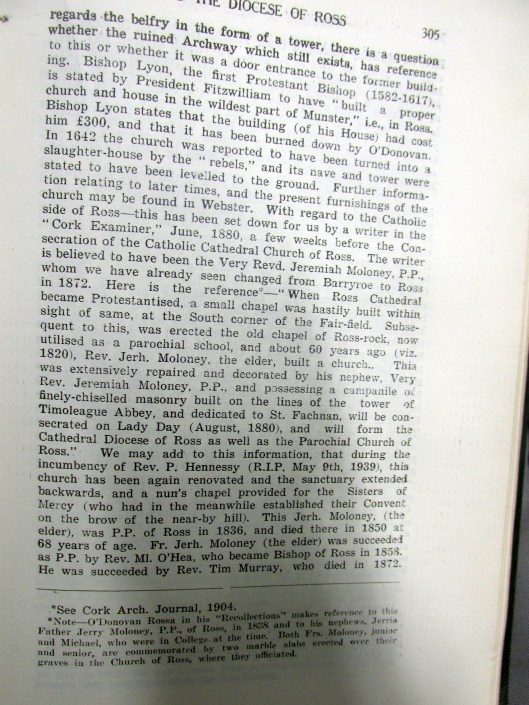 THE DIOCESE OF ROSS 305
regards the belfry in the form of a tower, there is a question
whether the ruined Archway which still exists, has reference
to this or whether it was a door entrance to the former build-
ing. Bishop Lyon, the first Protestant Bishop (1582-1617),
is stated by President Fitzwilliam to have "built a proper
church and house in the wildest part of Munster," i.e., in Ross.
Bishop Lyon states that the building (of his House) had cost
him £300, and that it has been burned down by O'Donovan.
In 1642 the church was reported to have been turned into a
slaughter-house by the "rebels," and its nave and tower were
stated to have been levelled to the ground. Further informa-
tion relating to later times, and the present furnishings of the
church may be found in Webster. With regard to the Catholic
side of Ross—this has been set down for us by a writer in the
"Cork Examiner," June, 1880, a few weeks before the Con-
secration of the Catholic Cathedral Church of Ross. The writer
is believed to have been the Very Revd. Jeremiah Moloney, P.P.,
whom we have already seen changed from Barryroe to Ross
in 1872. Here is the reference*—"When Ross Cathedral
became Protestantised, a small chapel was hastily built within
sight of same, at the South corner of the Fair-field. Subse-
quent to this, was erected the old chapel of Ross-rock, now
utilised as a parochial school, and about 60 years ago (viz.
1820), Rev. Jerh. Moloney, the elder, built a church.. This
was extensively repaired and decorated by his nephew, Very
Rev. Jeremiah Moloney, P.P., and possessing a campanile of
finely-chiselled masonry built on the lines of the tower of
Timoleague Abbey, and dedicated to St. Fachnan, will be con-
secrated on Lady Day (August, 1880), and will form the
Cathedral Diocese of Ross as well as the Parochial Church of
Ross." We may add to this information, that during the
incumbency of Rev. P. Hennessy (R.I.P. May 9th, 1939), this
church has been again renovated and the sanctuary extended
backwards, and a nun's chapel provided for the Sisters of
Mercy (who had in the meanwhile established their Convent
on the brow of the near-by hill). This Jerh. Moloney, (the
elder), was P.P. of Ross in 1836, and died there in 1850 at
68 years of age. Fr. Jerh. Moloney (the elder) was succeeded
as P.P. by Rev. Ml. O'Hea, who became Bishop of Ross in 1858.
He was succeeded by Rev. Tim Murray, who died in 1872.
*See Cork Arch. Journal, 1904.
*Note—O'Donovan Rossa in his "Recollections" makes reference to this
Father Jerry Moloney, P.P., of Ross, in 1838 and to his nephews, Jerrie
and Michael, who were in College at the time. Both Frs. Moloney, junior
and senior, are commemorated by two marble slabs erected over their
graves in the Church of Ross, where they officiated.